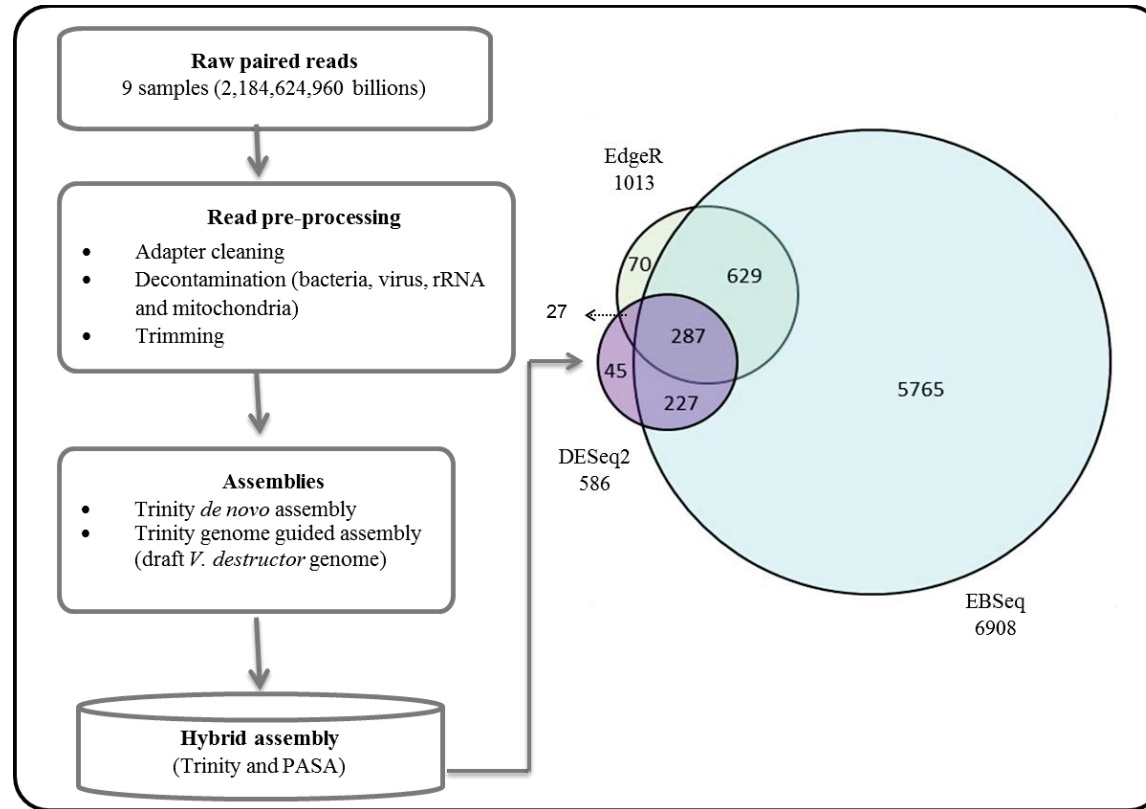 Raw paired reads
9 samples (2,184,624,960 billions)
Read pre-processing
• Adapter cleaning
• Decontamination (bacteria, virus, rRNA
and mitochondria)
• Trimming
Assemblies
• Trinity de novo assembly
• Trinity genome guided assembly
(draft V. destructor genome)
Hybrid assembly
(Trinity and PASA)
EdgeR
1013
70
629
27
287
45
227
5765
DESeq2
586
EBSeq
6908